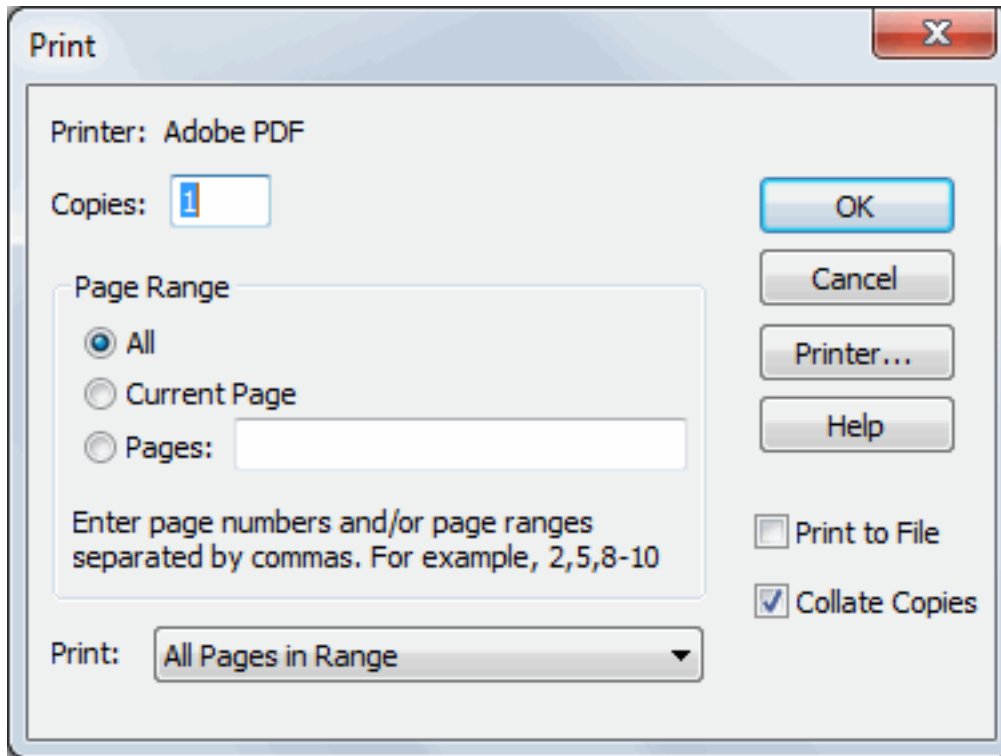 Print
Printer: Adobe PDF
Copies: 1
OK
Cancel
Printer...
Help
Page Range
All
Current Page
Pages:
Enter page numbers and/or page ranges
separated by commas. For example, 2,5,8-10
Print to File
Collate Copies
Print: All Pages in Range